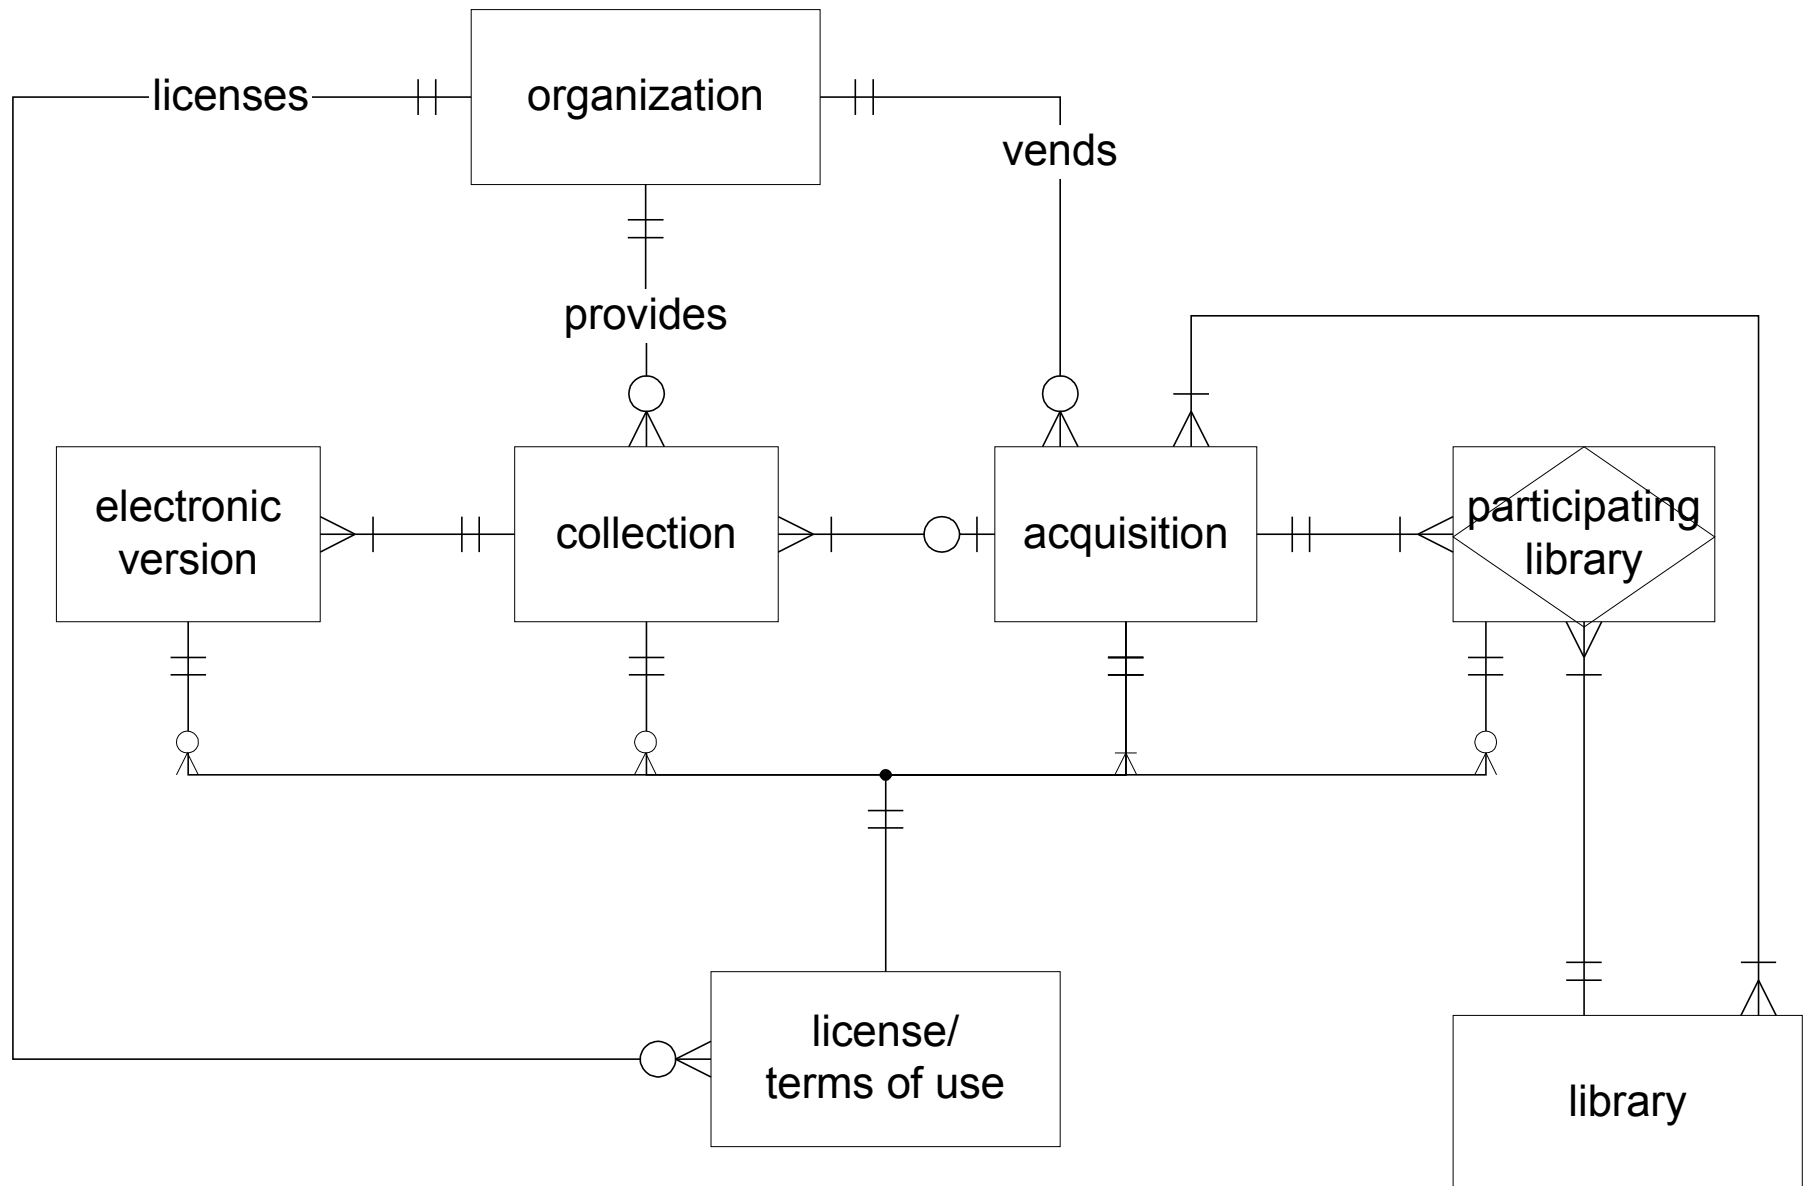 licenses
organization
vends
provides
electronic
version
collection
acquisition
participating
library
license/
terms of use
library